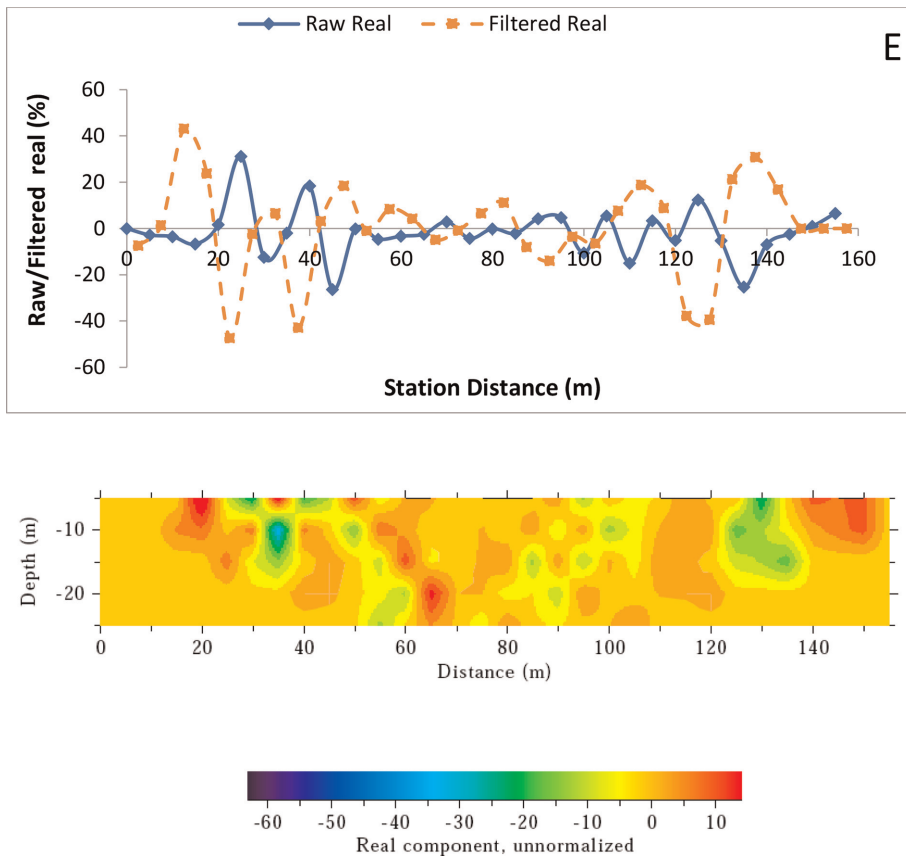 Raw Real Filtered Real
E
Raw/Filtered real (%)
60
40
20
0
-20
-40
-60
0 20 40 60 80 100 120 140 160
Station Distance (m)
Depth (m)
-10
-20
0 20 40 60 80 100 120 140
Distance (m)
-60 -50 -40 -30 -20 -10 0 10
Real component, unnormalized